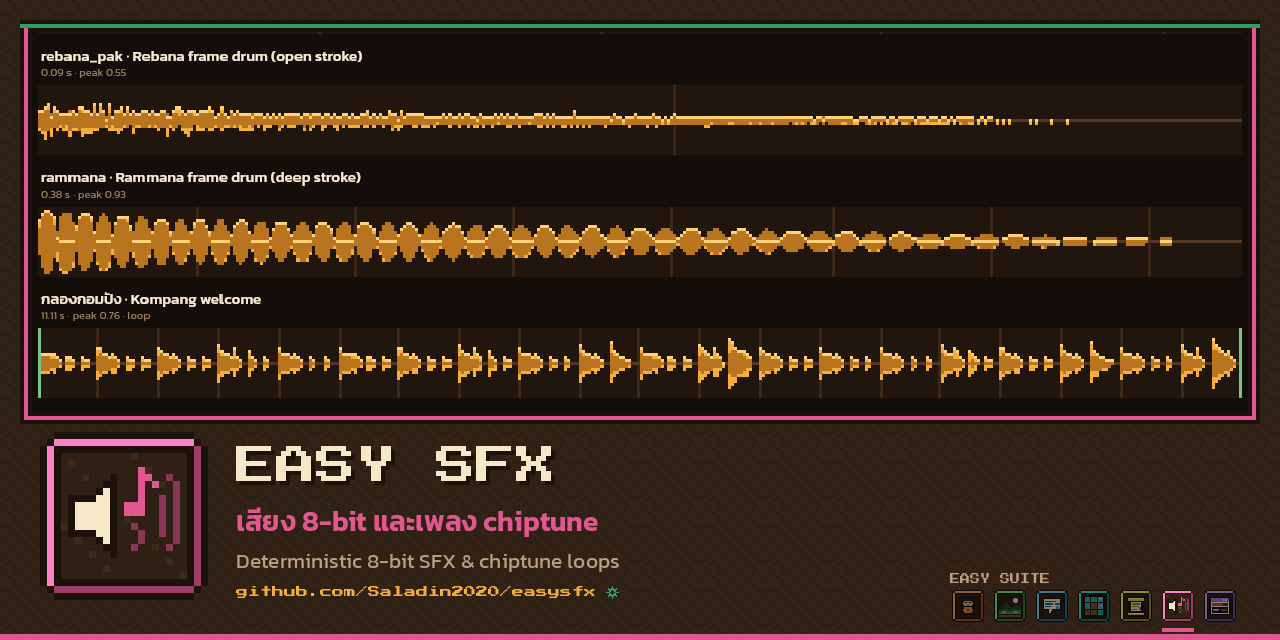 rebana_pak · Rebana frame drum (open stroke)
0.09 s · peak 0.55
rammana · Rammana frame drum (deep stroke)
0.38 s · peak 0.93
กลองกอมปัง · Kompang welcome
11.11 s · peak 0.76 · loop
EASY SFX
เสียง 8-bit และเพลง chiptune
Deterministic 8-bit SFX & chiptune loops
github.com/Saladin2020/easysfx
EASY SUITE